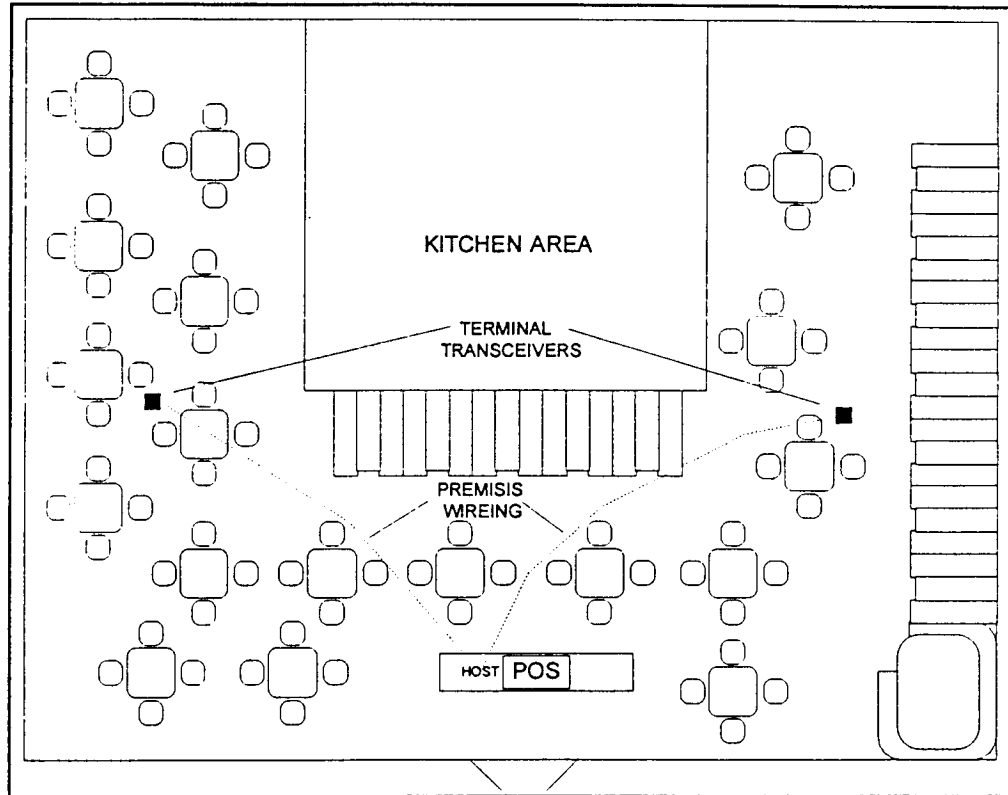 KITCHEN AREA
TERMINAL
TRANSCEIVERS
PREMISIS
WIREING
HOST POS